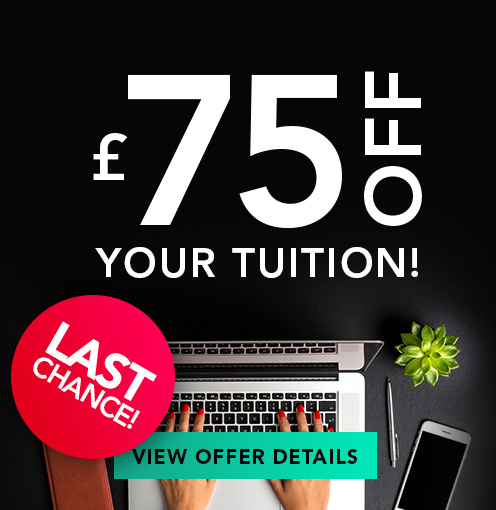 £75 OFF
YOUR TUITION!
LAST
CHANCE!
VIEW OFFER DETAILS